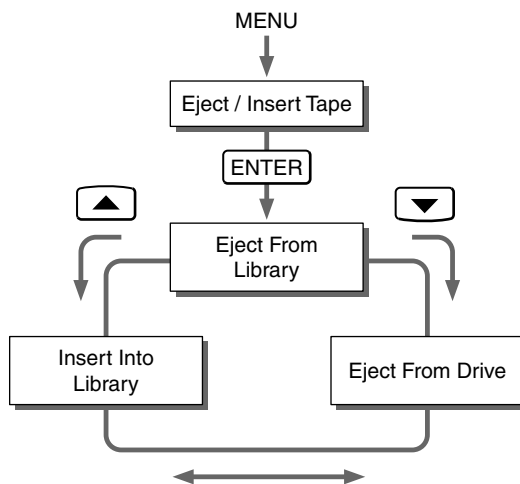 MENU
Eject / Insert Tape
ENTER
Eject From
Library
Insert Into
Library
Eject From Drive